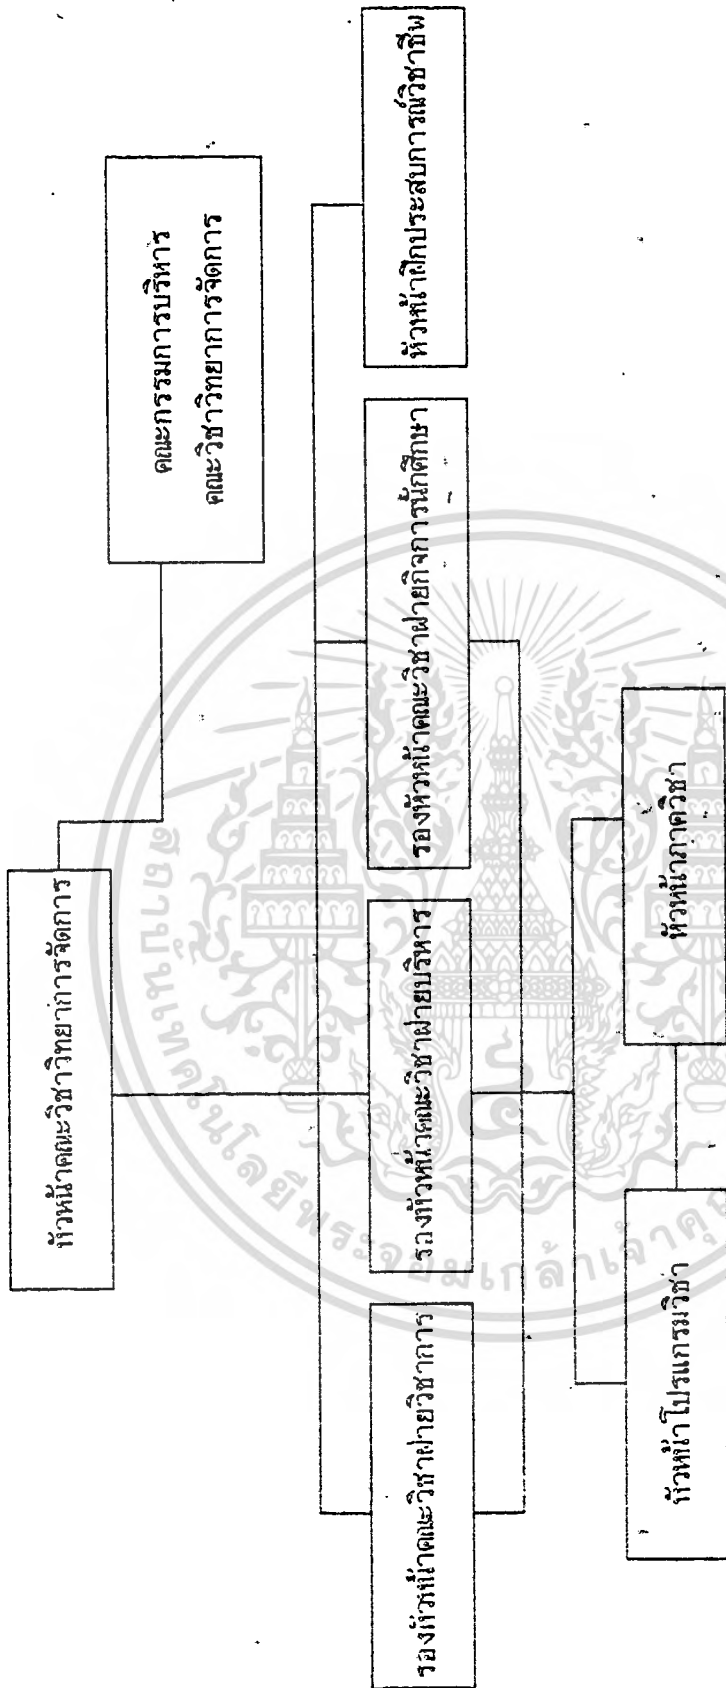 หัวหน้าคณะวิชาวิทยาการจัดการ
คณะกรรมการบริหาร
คณะวิชาวิทยาการจัดการ
รองหัวหน้าคณะวิชาฝ่ายวิชาการ
รองหัวหน้าคณะวิชาฝ่ายบริหาร
รองหัวหน้าคณะวิชาฝ่ายกิจการนักศึกษา
หัวหน้าฝึกประสบการณ์วิชาชีพ
หัวหน้าโปรแกรมวิชา
หัวหน้าภาควิชา